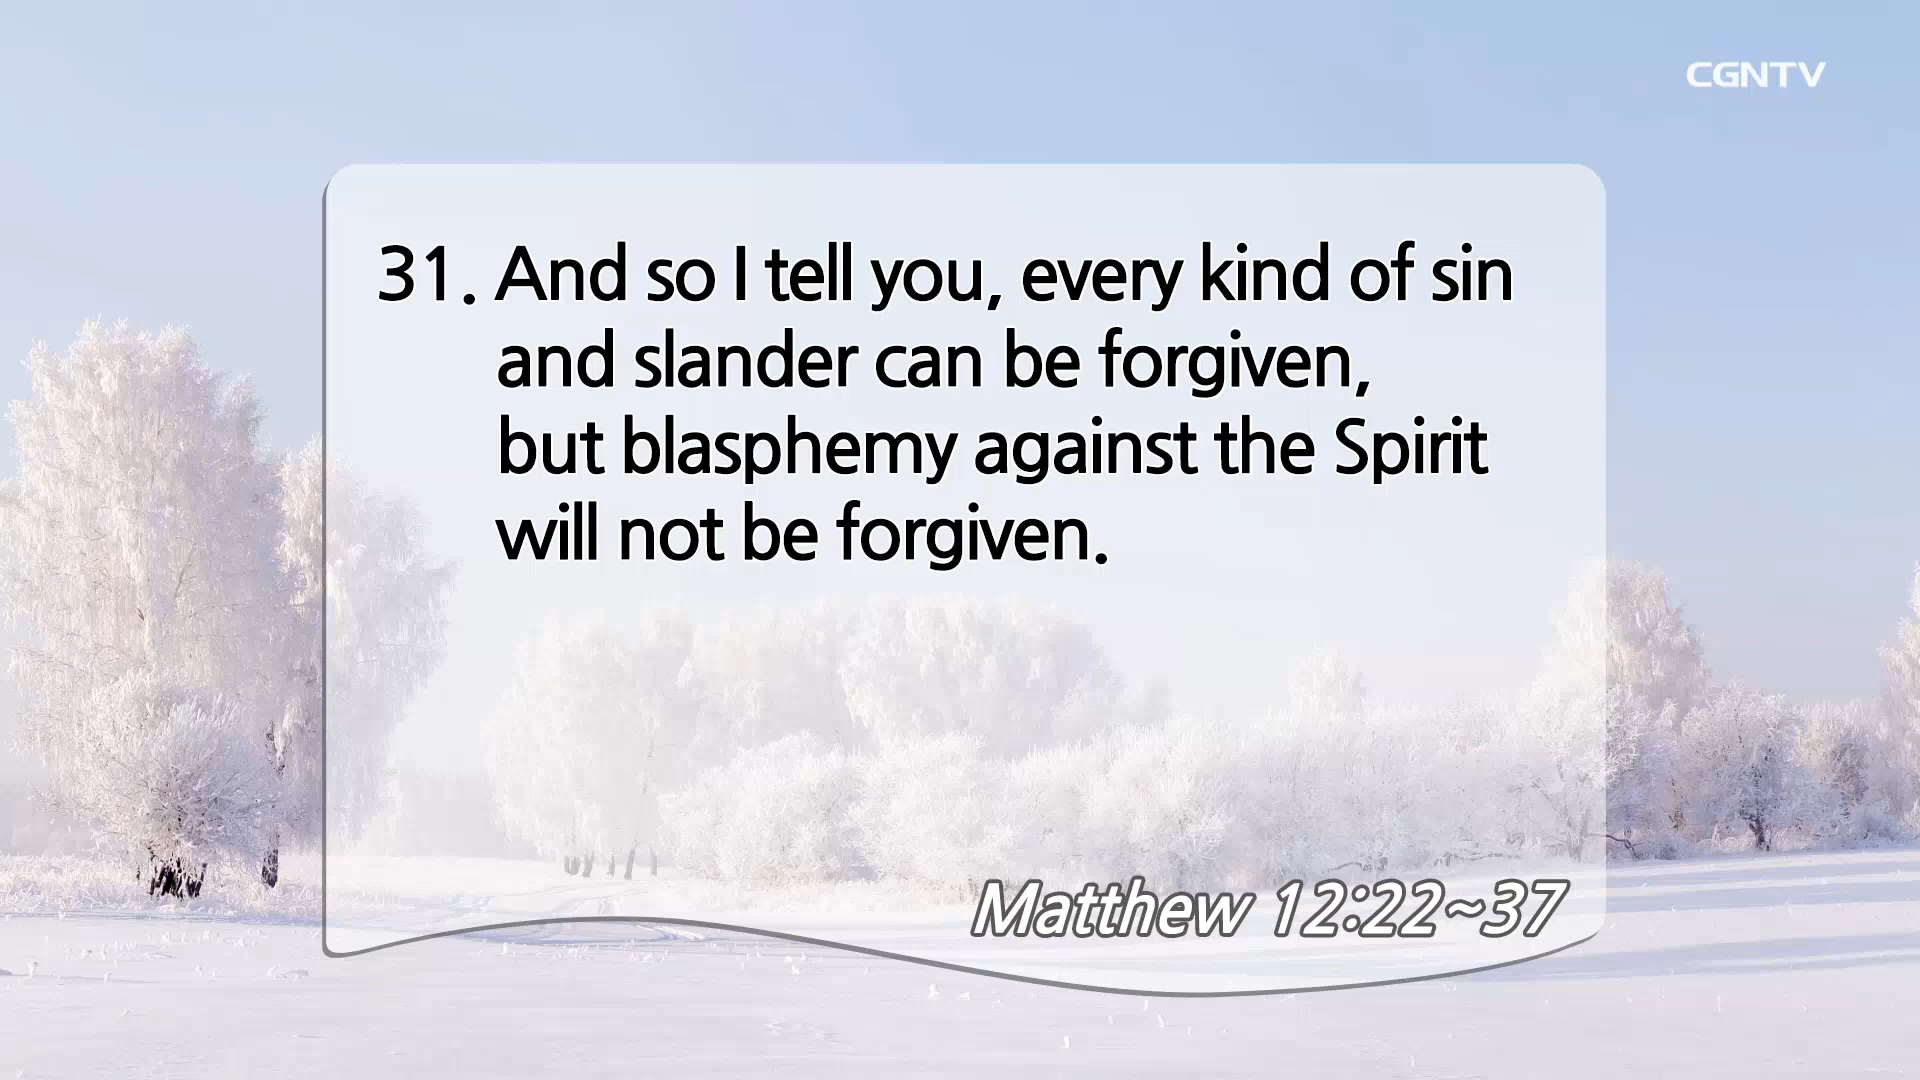 CGNTV
31. And so I tell you, every kind of sin
and slander can be forgiven,
but blasphemy against the Spirit
will not be forgiven.
Matthew 12:22~37